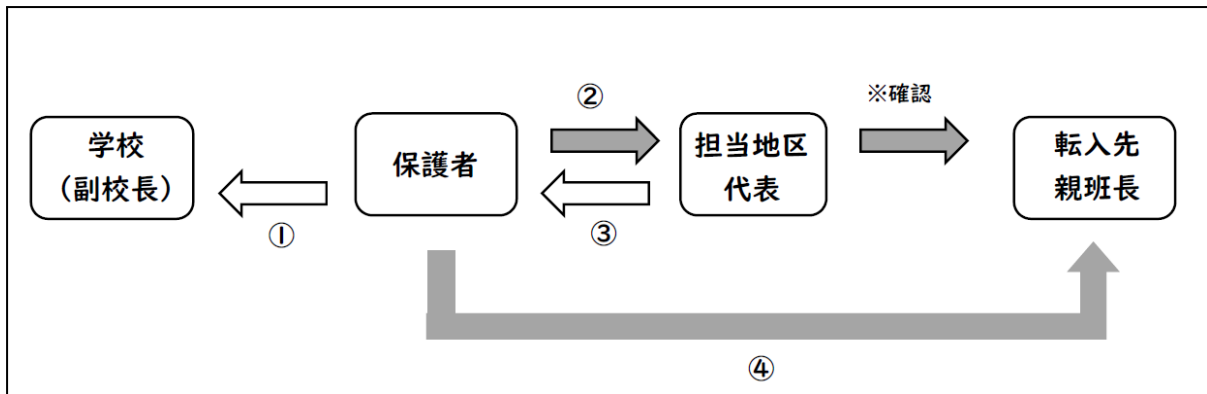 ②
※確認
学校
（副校長）
保護者
担当地区
代表
転入先
親班長
①
③
④